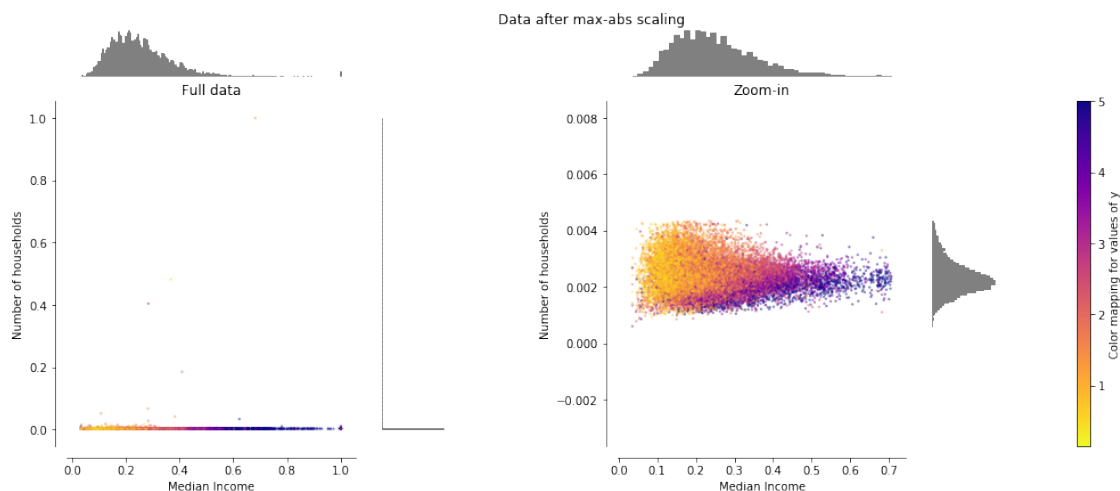 Data after max-abs scaling
Full data
Zoom-in
1.0
0.8
0.6
0.4
0.2
0.0
Number of households
0.0 0.2 0.4 0.6 0.8 1.0
Median Income
0.008
0.006
0.004
0.002
0.000
−0.002
Number of households
0.0 0.1 0.2 0.3 0.4 0.5 0.6 0.7
Median Income
5
4
3
2
1
Color mapping for values of y